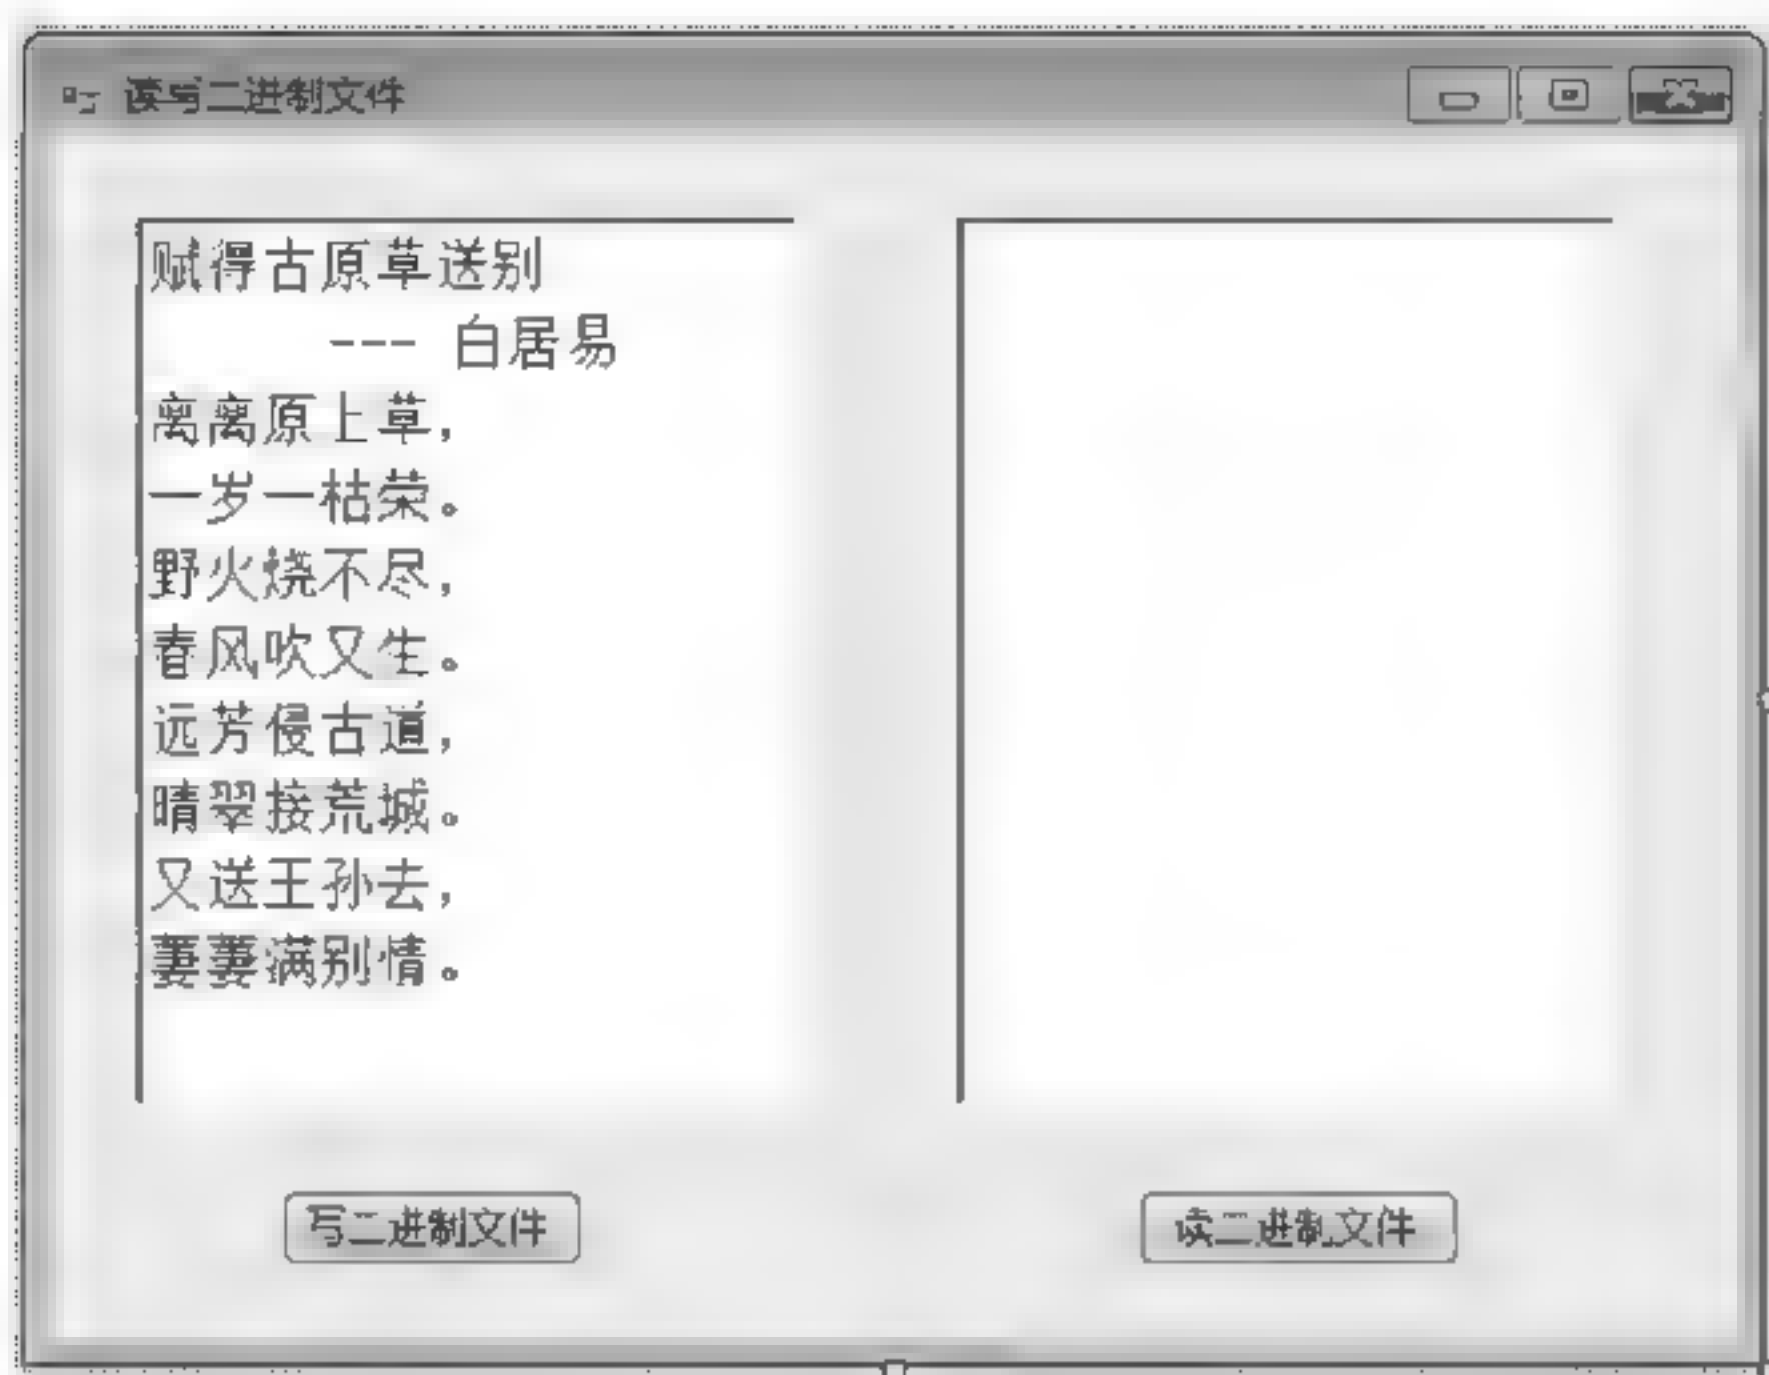 读写二进制文件
赋得古原草送别
--- 白居易
离离原上草，
一岁一枯荣。
野火烧不尽，
春风吹又生。
远芳侵古道，
晴翠接荒城。
又送王孙去，
萋萋满别情。
写二进制文件
读二进制文件